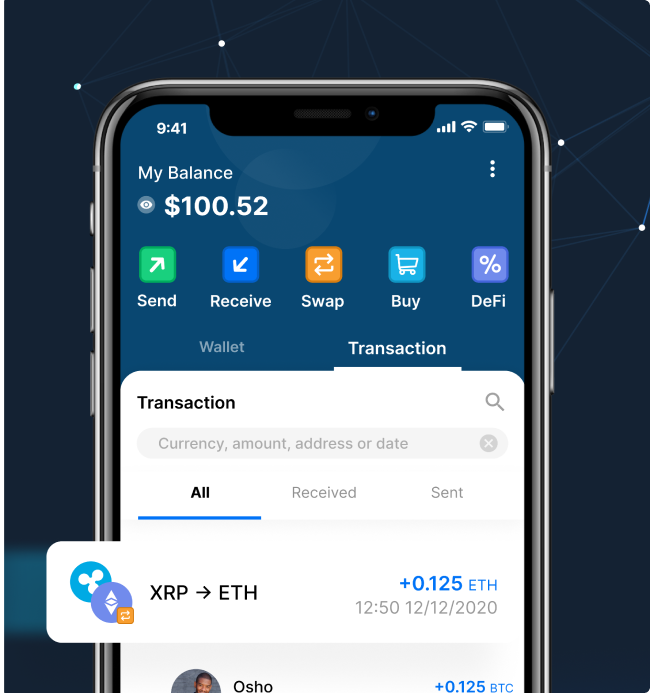 9:41
My Balance
$100.52
Send Receive Swap Buy DeFi
Wallet Transaction
Transaction
Currency, amount, address or date
All Received Sent
XRP → ETH +0.125 ETH
12:50 12/12/2020
Osho +0.125 BTC